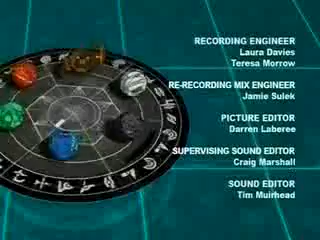 RECORDING ENGINEER
Laura Davies
Teresa Morrow
RE-RECORDING MIX ENGINEER
Jamie Sulek
PICTURE EDITOR
Darren Laberee
SUPERVISING SOUND EDITOR
Craig Marshall
SOUND EDITOR
Tim Muirhead